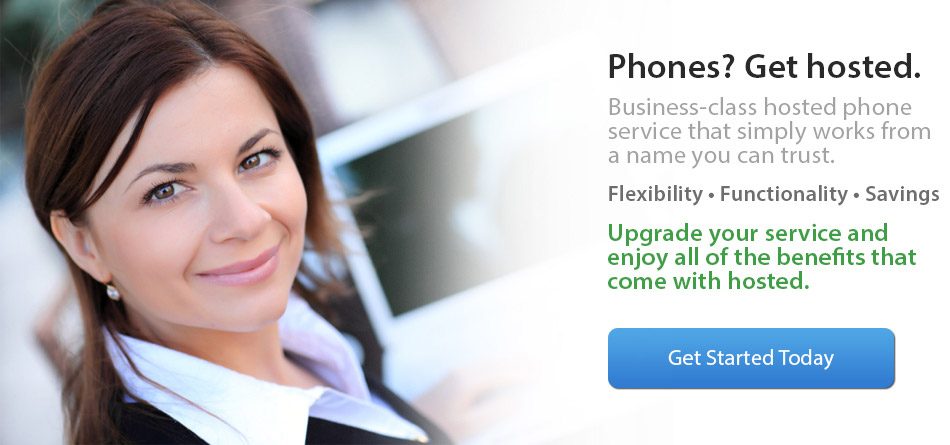 Phones? Get hosted.
Business-class hosted phone
service that simply works from
a name you can trust.
Flexibility • Functionality • Savings
Upgrade your service and
enjoy all of the benefits that
come with hosted.
Get Started Today